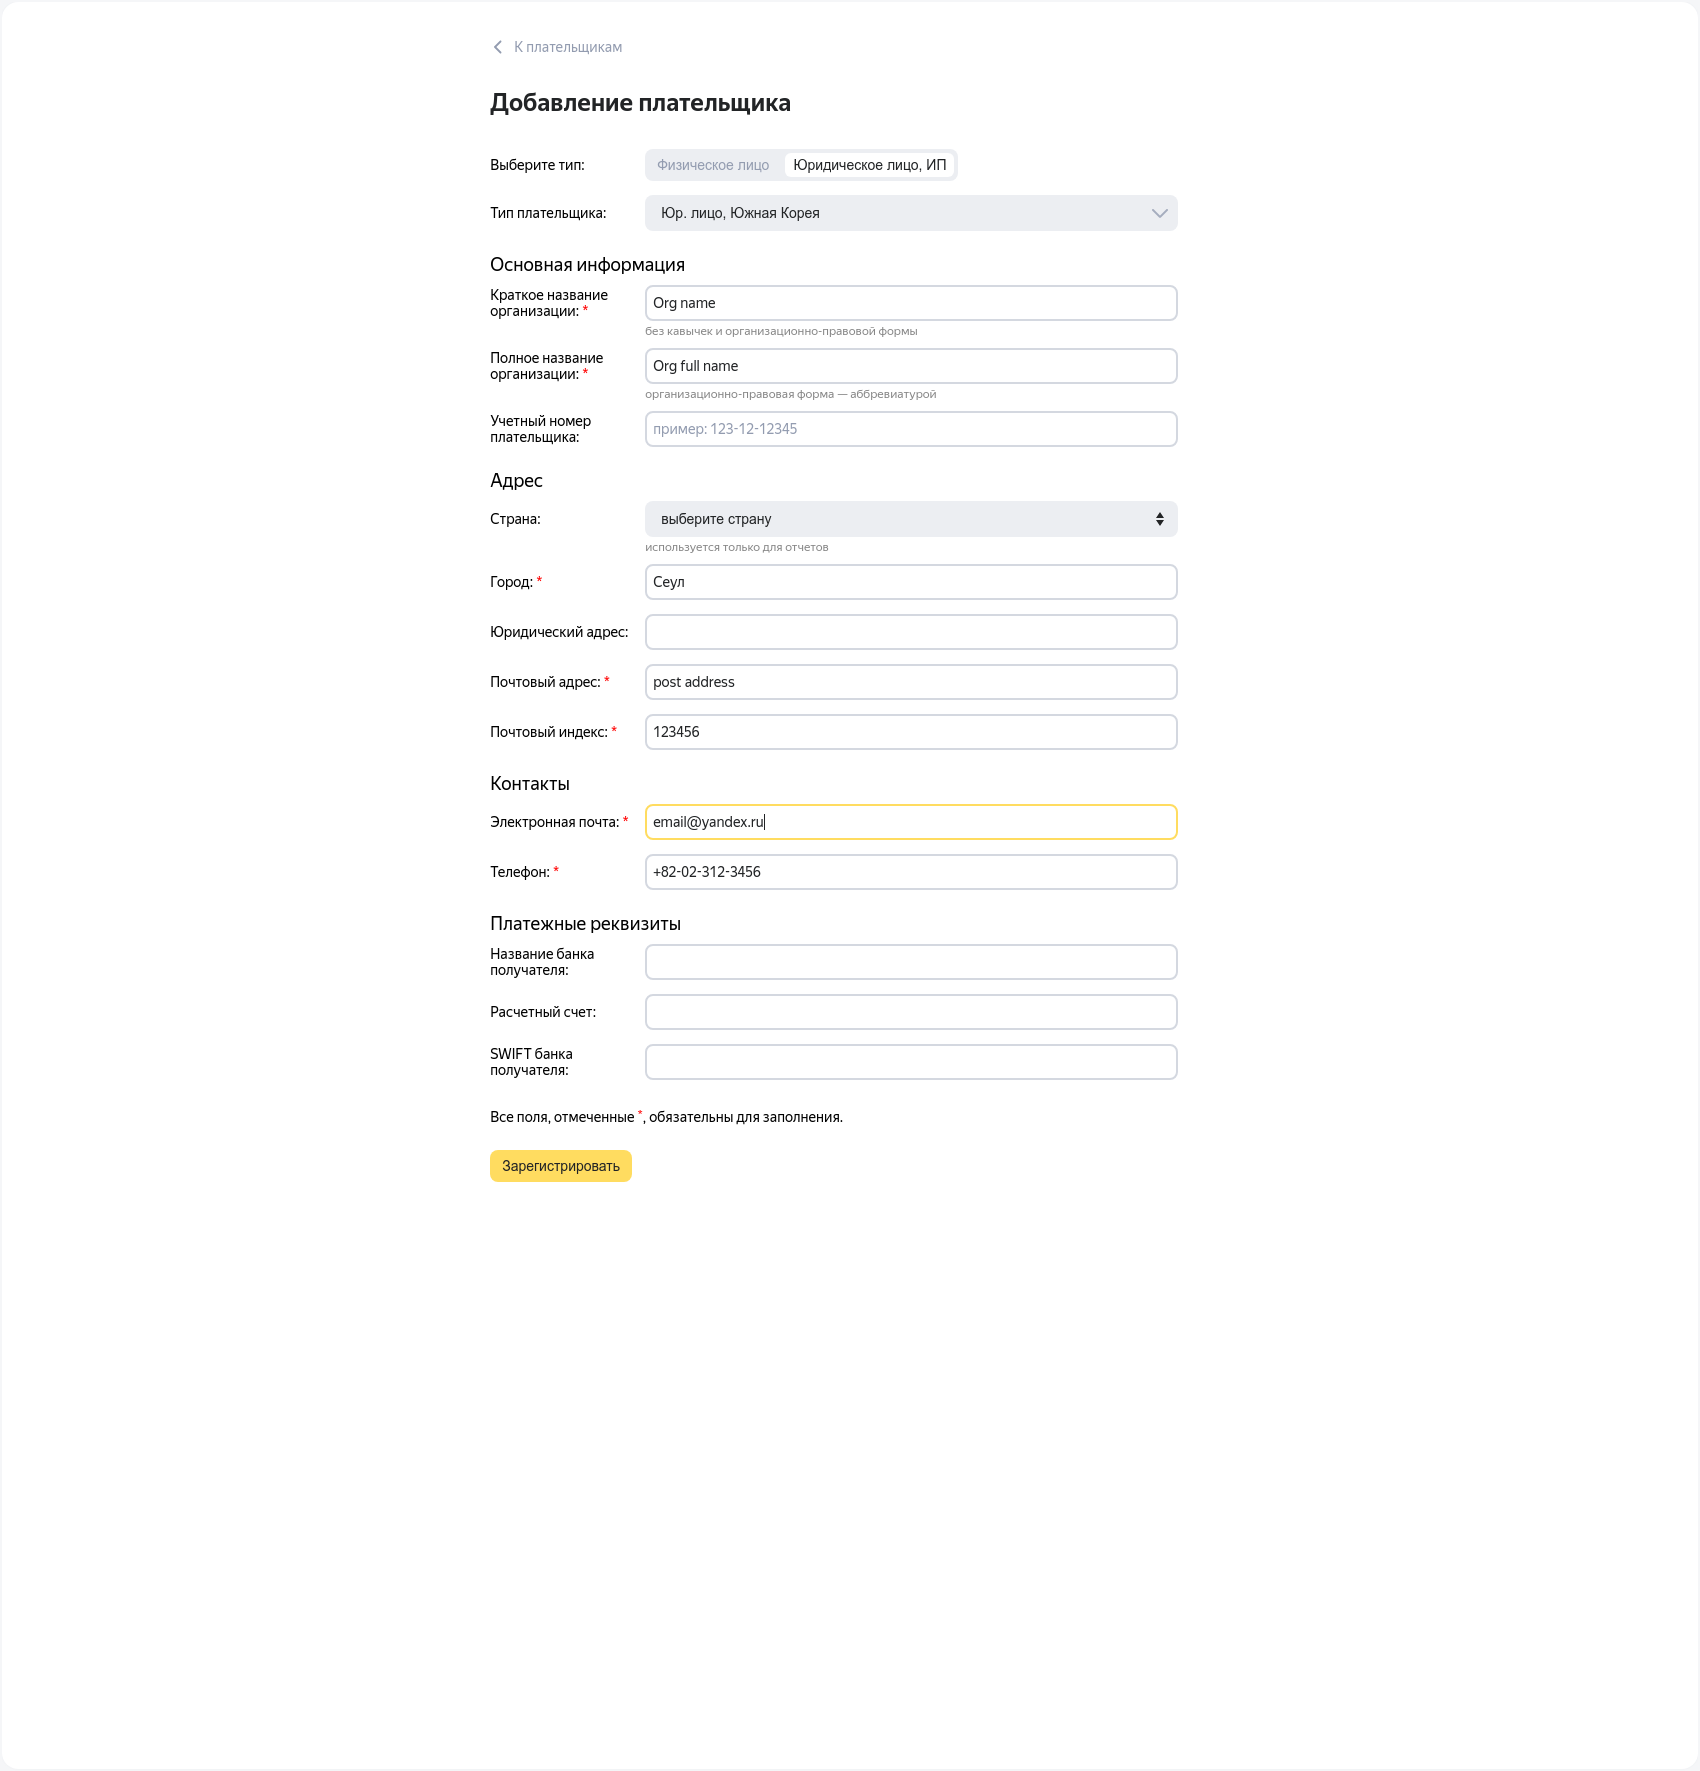 К плательщикам
Добавление плательщика
Выберите тип:
Физическое лицо
Юридическое лицо, ИП
Тип плательщика:
Юр. лицо, Южная Корея
Основная информация
Краткое название
организации: *
Org name
без кавычек и организационно-правовой формы
Полное название
организации: *
Org full name
организационно-правовая форма — аббревиатурой
Учетный номер
плательщика:
пример: 123-12-12345
Адрес
Страна:
выберите страну
используется только для отчетов
Город: *
Сеул
Юридический адрес:
Почтовый адрес: *
post address
Почтовый индекс: *
123456
Контакты
Электронная почта: *
email@yandex.ru
Телефон: *
+82-02-312-3456
Платежные реквизиты
Название банка
получателя:
Расчетный счет:
SWIFT банка
получателя:
Все поля, отмеченные *, обязательны для заполнения.
Зарегистрировать